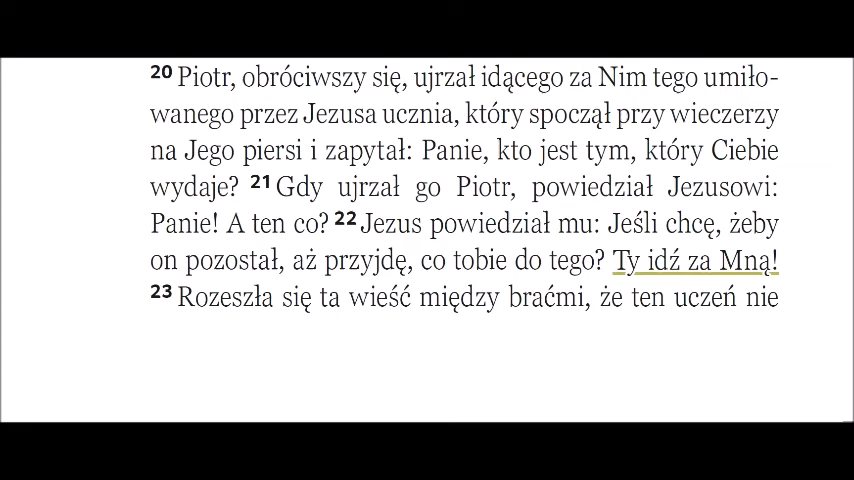 20 Piotr, obróciwszy się, ujrzał idącego za Nim tego umiło-
wanego przez Jezusa ucznia, który spoczął przy wieczerzy
na Jego piersi i zapytał: Panie, kto jest tym, który Ciebie
wydaje? 21 Gdy ujrzał go Piotr, powiedział Jezusowi:
Panie! A ten co? 22 Jezus powiedział mu: Jeśli chcę, żeby
on pozostał, aż przyjdę, co tobie do tego? Ty idź za Mną!
23 Rozeszła się ta wieść między braćmi, że ten uczeń nie